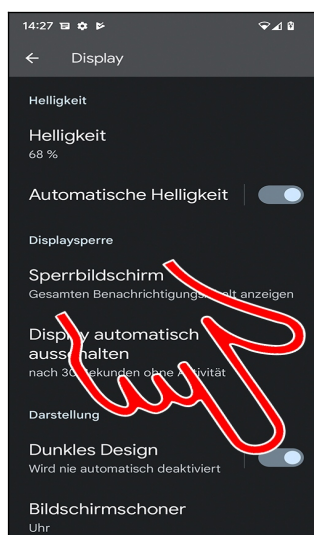 14:27
Display
Helligkeit
Helligkeit
68 %
Automatische Helligkeit
Displaysperre
Sperrbildschirm
Gesamten anzeigen
automatisch
nach ohne
Darstellung
Dunkles Design
Wird nie automatisch deaktiviert
Bildschirmschoner
Uhr